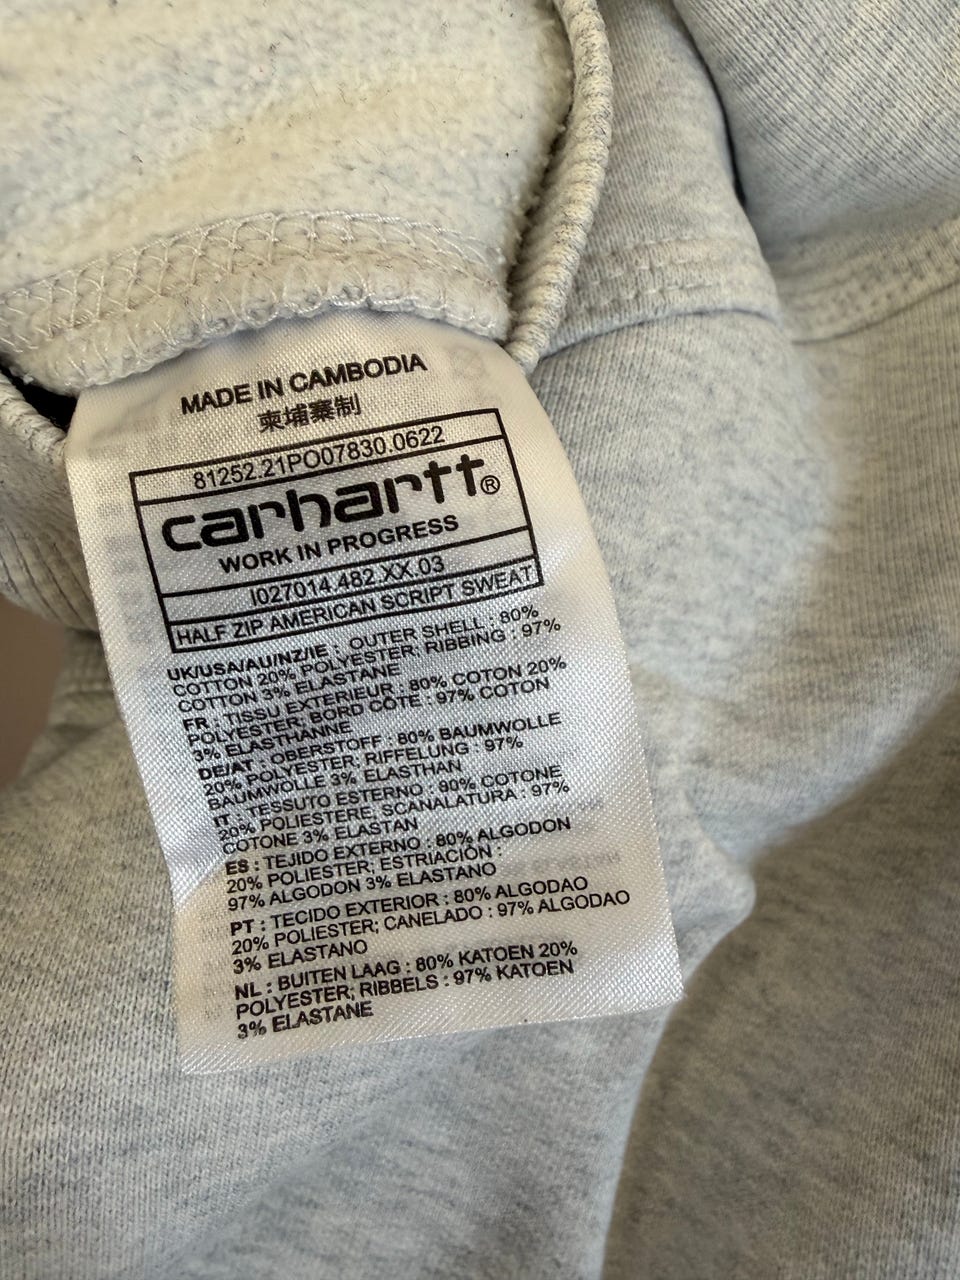 MADE IN CAMBODIA
柬埔寨制
81252.21PO07830.0622
carhartt®
WORK IN PROGRESS
I027014.482.XX.03
HALF ZIP AMERICAN SCRIPT SWEAT
UK/USA/AU/NZ/IE : OUTER SHELL : 80%
COTTON 20% POLYESTER; RIBBING : 97%
COTTON 3% ELASTANE
FR : TISSU EXTERIEUR : 80% COTON 20%
POLYESTER; BORD COTE : 97% COTON
3% ELASTHANNE
DE/AT : OBERSTOFF : 80% BAUMWOLLE
20% POLYESTER; RIFFELUNG : 97%
BAUMWOLLE 3% ELASTHAN
IT : TESSUTO ESTERNO : 80% COTONE
20% POLIESTERE; SCANALATURA : 97%
COTONE 3% ELASTAN
ES : TEJIDO EXTERNO : 80% ALGODON
20% POLIESTER; ESTRIACIÓN :
97% ALGODON 3% ELASTANO
PT : TECIDO EXTERIOR : 80% ALGODAO
20% POLIESTER; CANELADO : 97% ALGODAO
3% ELASTANO
NL : BUITEN LAAG : 80% KATOEN 20%
POLYESTER; RIBBELS : 97% KATOEN
3% ELASTANE